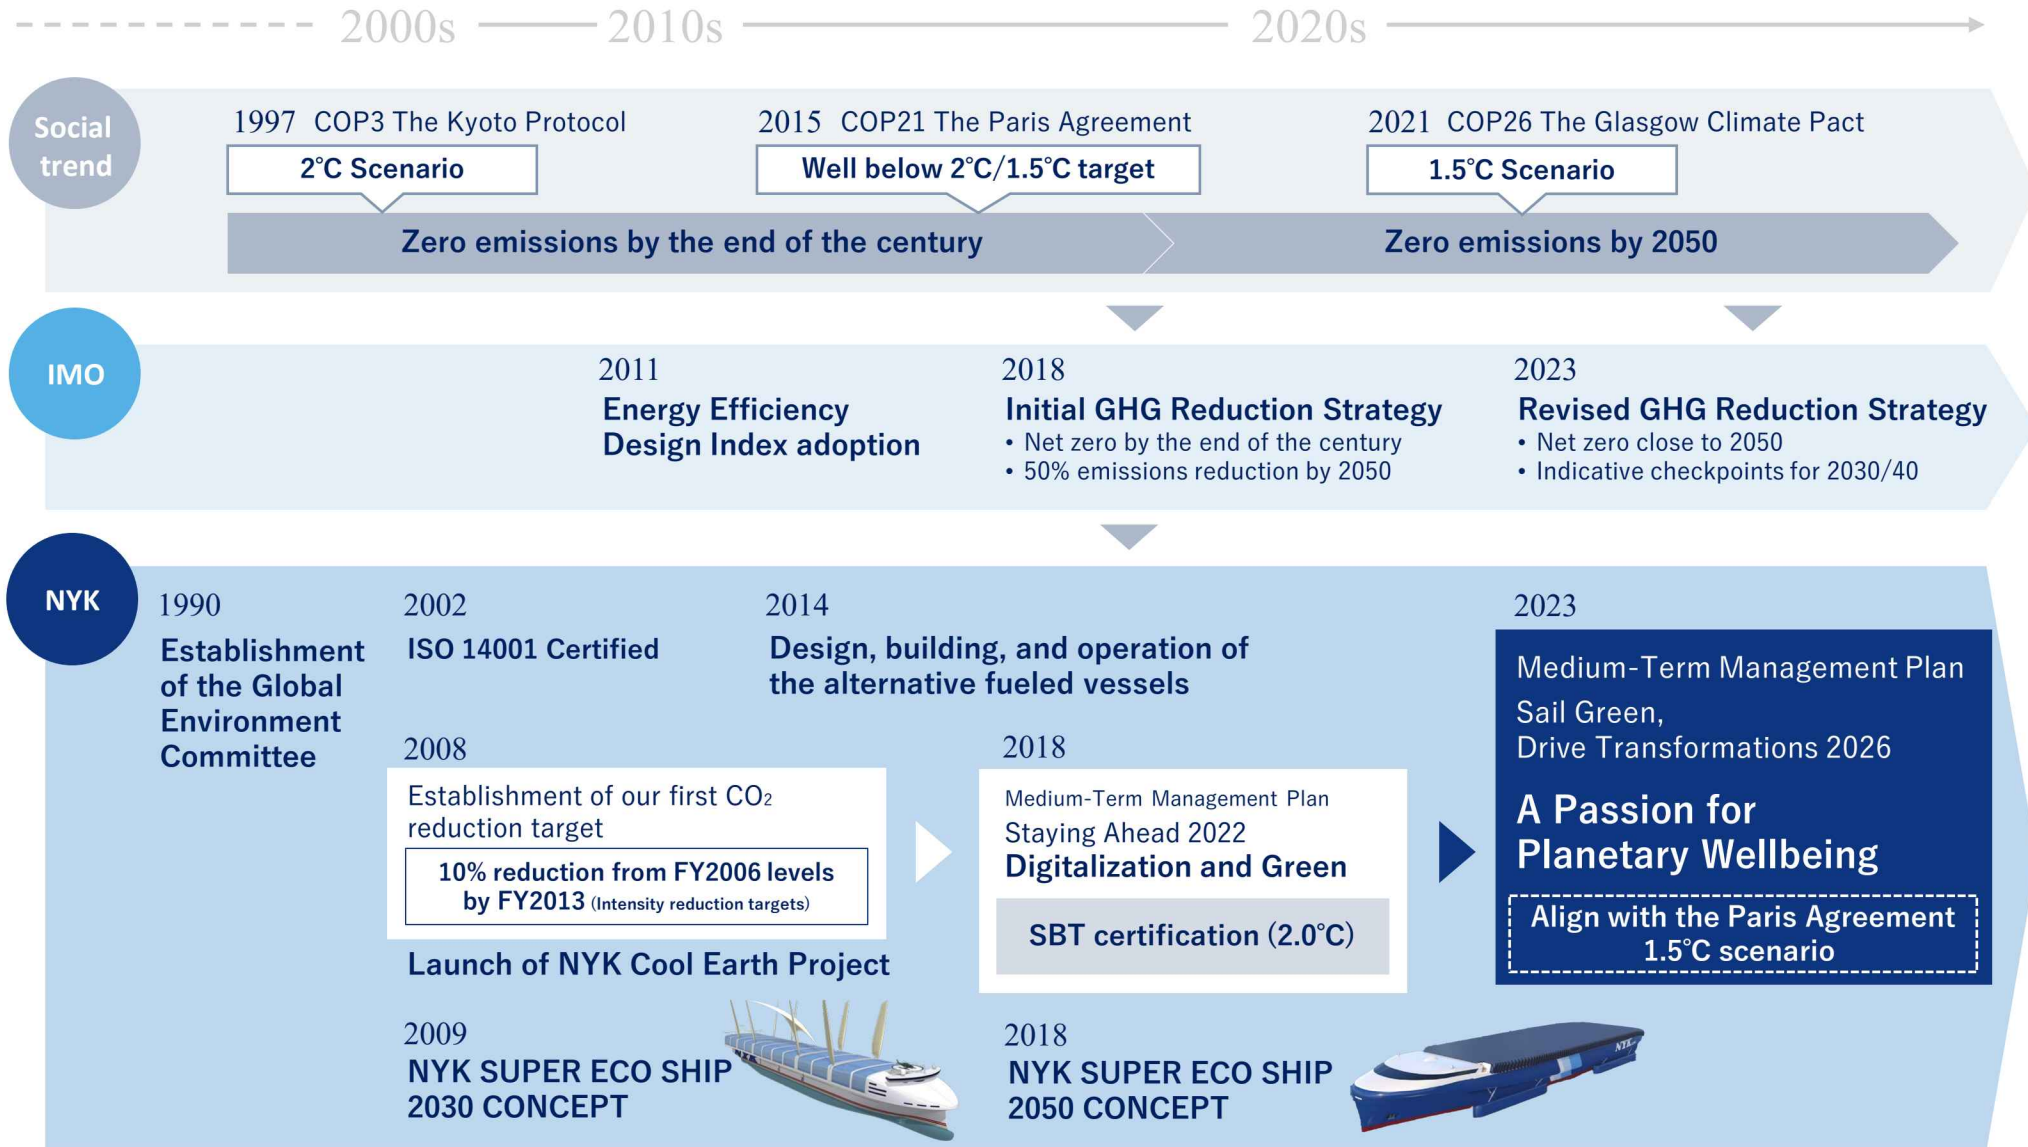 2000s
2010s
2020s
Social
trend
1997 COP3 The Kyoto Protocol
2°C Scenario
2015 COP21 The Paris Agreement
Well below 2°C/1.5°C target
2021 COP26 The Glasgow Climate Pact
1.5°C Scenario
Zero emissions by the end of the century
Zero emissions by 2050
IMO
2011
Energy Efficiency
Design Index adoption
2018
Initial GHG Reduction Strategy
• Net zero by the end of the century
• 50% emissions reduction by 2050
2023
Revised GHG Reduction Strategy
• Net zero close to 2050
• Indicative checkpoints for 2030/40
NYK
1990
Establishment
of the Global
Environment
Committee
2002
ISO 14001 Certified
2008
Establishment of our first CO₂
reduction target
10% reduction from FY2006 levels
by FY2013 (Intensity reduction targets)
Launch of NYK Cool Earth Project
2009
NYK SUPER ECO SHIP
2030 CONCEPT
2014
Design, building, and operation of
the alternative fueled vessels
2018
Medium-Term Management Plan
Staying Ahead 2022
Digitalization and Green
SBT certification (2.0°C)
2018
NYK SUPER ECO SHIP
2050 CONCEPT
NYK
2023
Medium-Term Management Plan
Sail Green,
Drive Transformations 2026
A Passion for
Planetary Wellbeing
Align with the Paris Agreement
1.5°C scenario